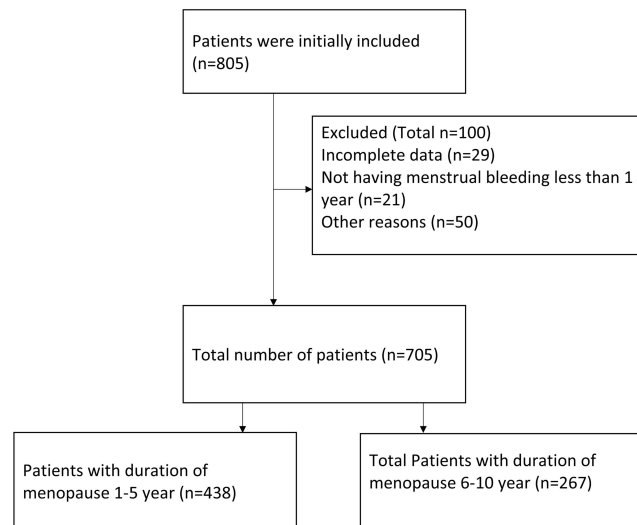 Patients were initially included
(n=805)
Excluded (Total n=100)
Incomplete data (n=29)
Not having menstrual bleeding less than 1
year (n=21)
Other reasons (n=50)
Total number of patients (n=705)
Patients with duration of
menopause 1-5 year (n=438)
Total Patients with duration of
menopause 6-10 year (n=267)